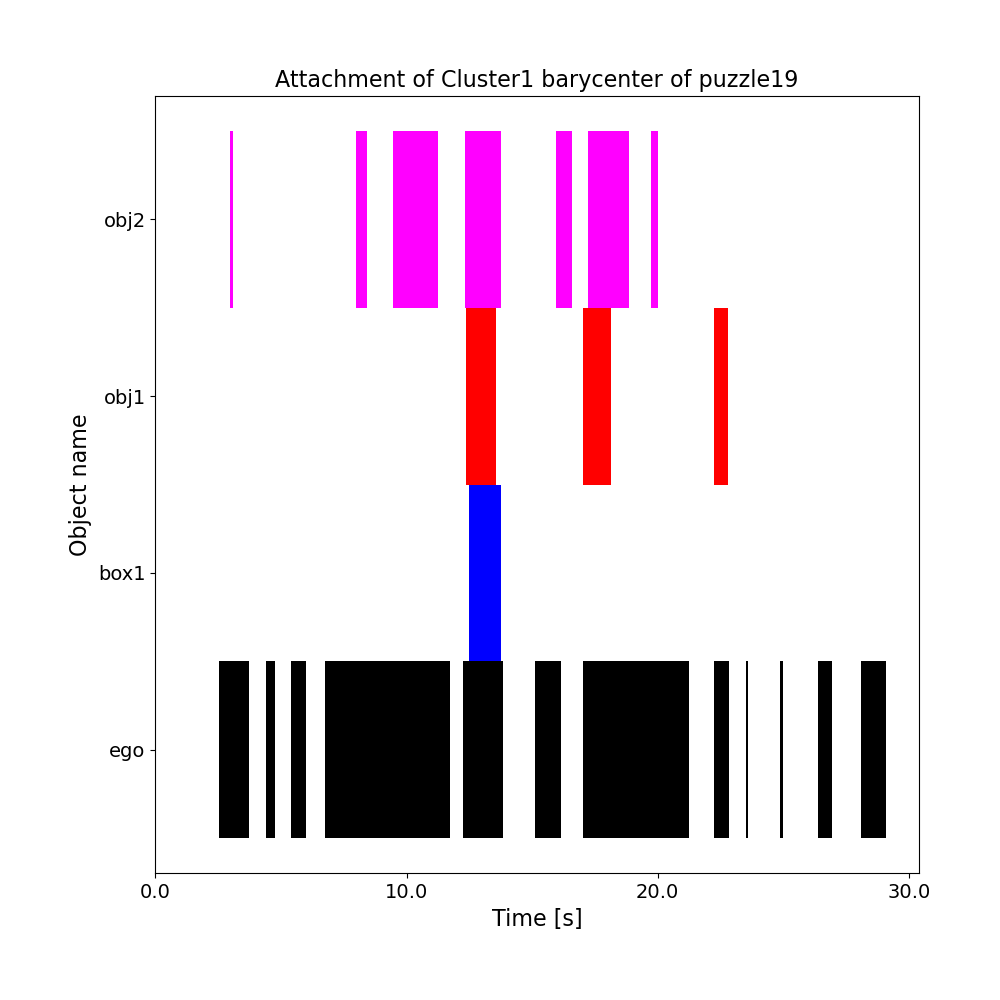 Attachment of Cluster1 barycenter of puzzle19
obj2
obj1
box1
ego
Object name
0.0 10.0 20.0 30.0
Time [s]